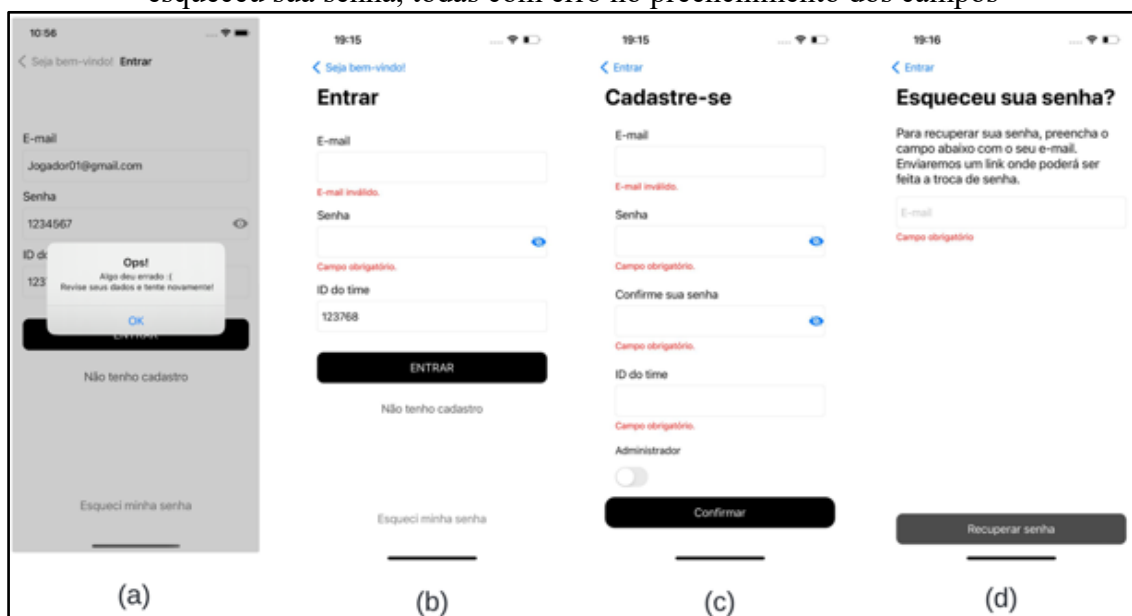 esqueceu sua senha, todas com erro no preenchimento dos campos
10:56
Seja bem-vindo! Entrar
E-mail
Jogador01@gmail.com
Senha
1234567
ID do
123
Ops!
Algo deu errado :(
Revise seus dados e tente novamente!
OK
ENTRAR
Não tenho cadastro
Esqueci minha senha
(a)
19:15
Seja bem-vindo!
Entrar
E-mail
E-mail inválido.
Senha
Campo obrigatório.
ID do time
123768
ENTRAR
Não tenho cadastro
Esqueci minha senha
(b)
19:15
Entrar
Cadastre-se
E-mail
E-mail inválido.
Senha
Campo obrigatório.
Confirme sua senha
Campo obrigatório.
ID do time
Campo obrigatório.
Administrador
Confirmar
(c)
19:16
Entrar
Esqueceu sua senha?
Para recuperar sua senha, preencha o
campo abaixo com o seu e-mail.
Enviaremos um link onde poderá ser
feita a troca de senha.
E-mail
Campo obrigatório
Recuperar senha
(d)